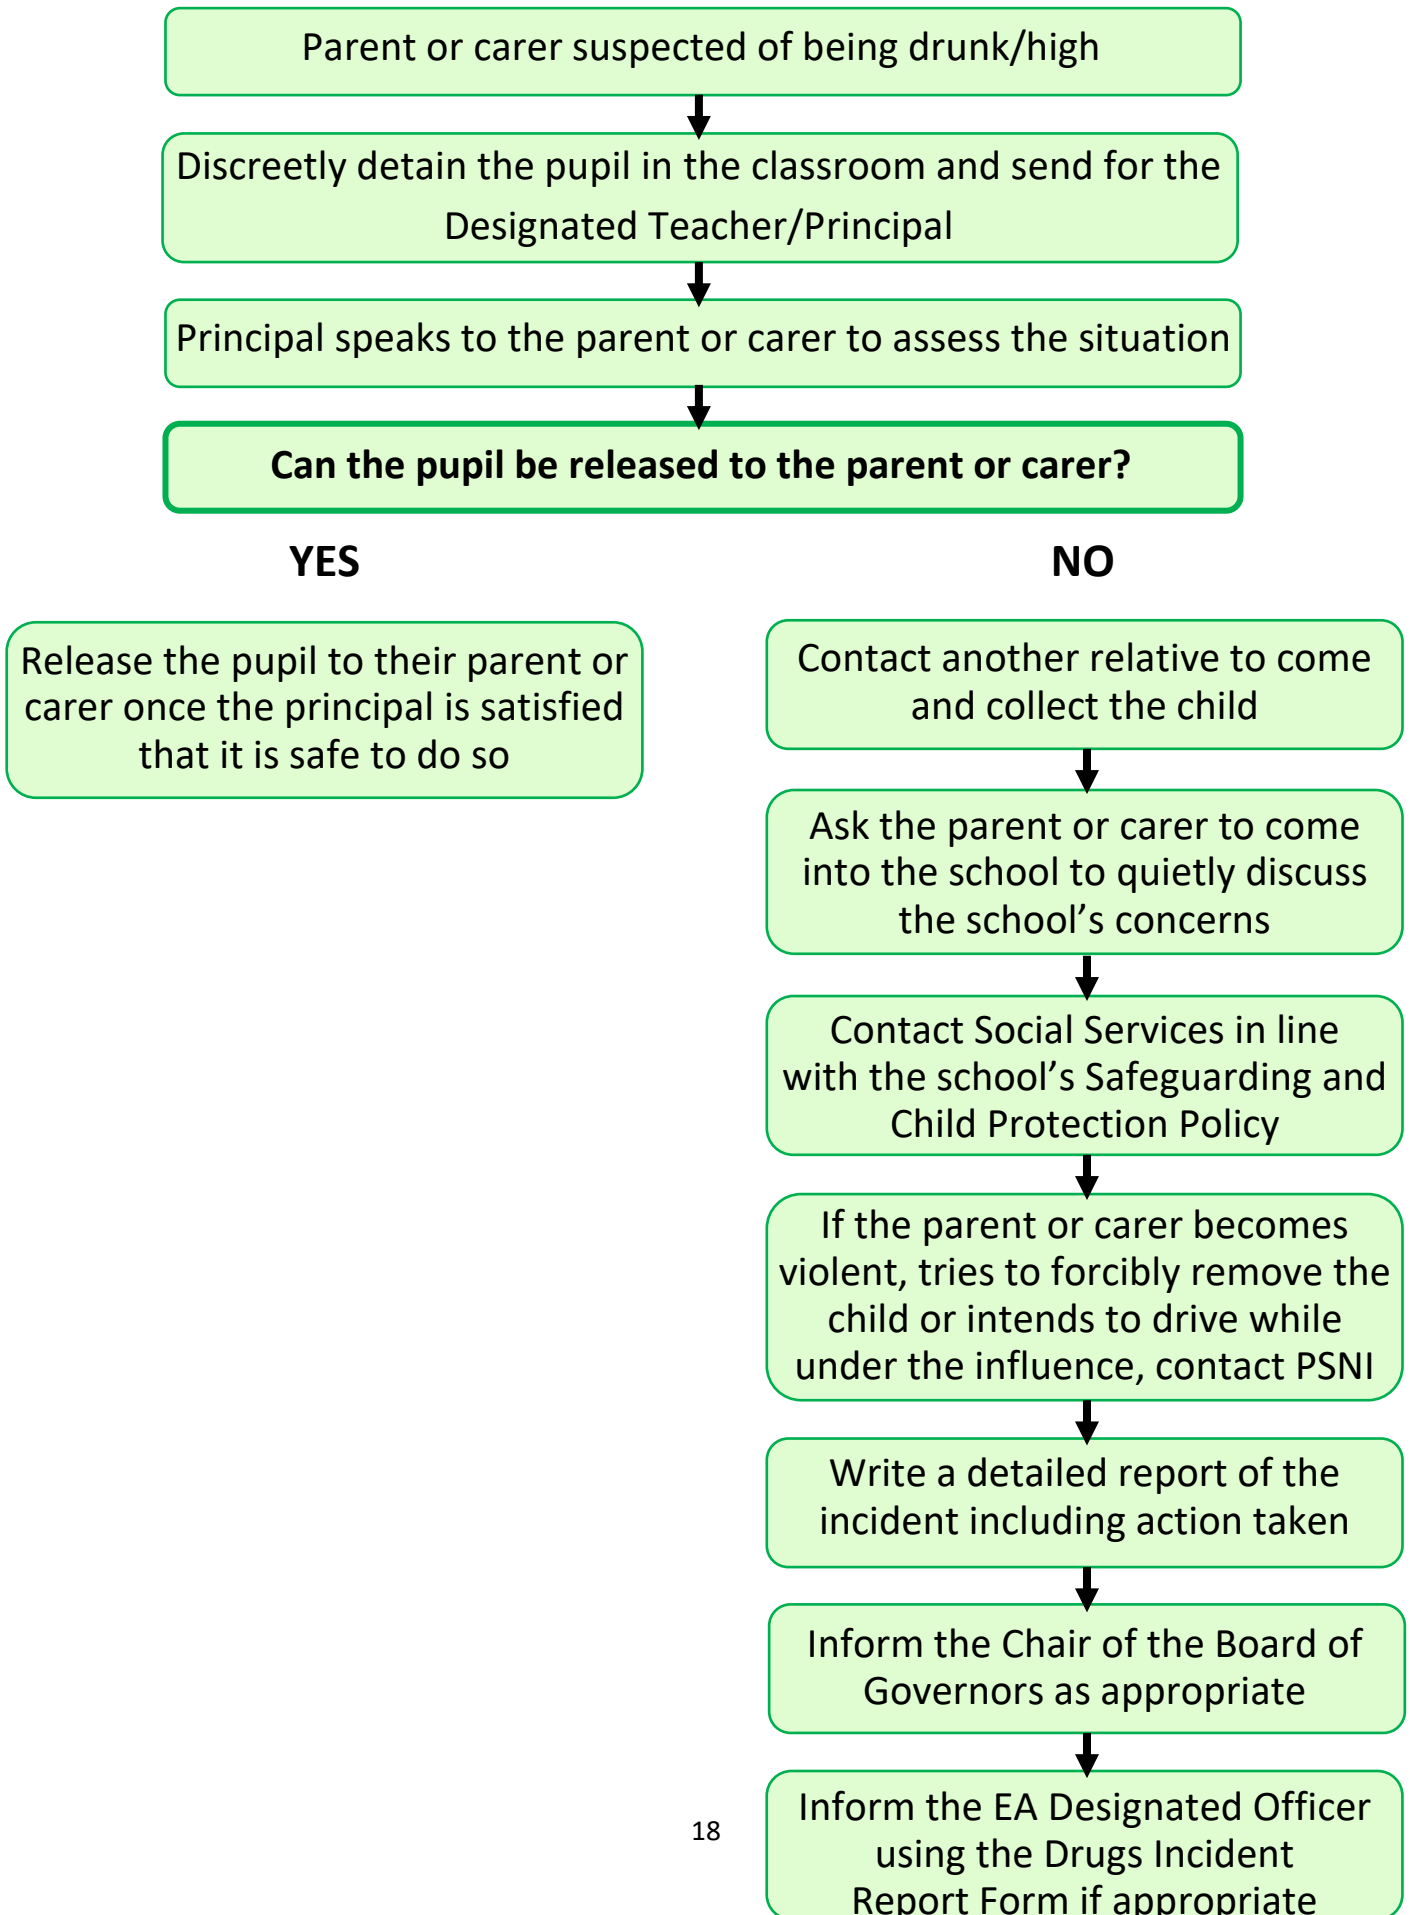 Parent or carer suspected of being drunk/high
Discreetly detain the pupil in the classroom and send for the
Designated Teacher/Principal
Principal speaks to the parent or carer to assess the situation
Can the pupil be released to the parent or carer?
YES
Release the pupil to their parent or
carer once the principal is satisfied
that it is safe to do so
NO
Contact another relative to come
and collect the child
Ask the parent or carer to come
into the school to quietly discuss
the school’s concerns
Contact Social Services in line
with the school’s Safeguarding and
Child Protection Policy
If the parent or carer becomes
violent, tries to forcibly remove the
child or intends to drive while
under the influence, contact PSNI
Write a detailed report of the
incident including action taken
Inform the Chair of the Board of
Governors as appropriate
Inform the EA Designated Officer
using the Drugs Incident
Report Form if appropriate
18